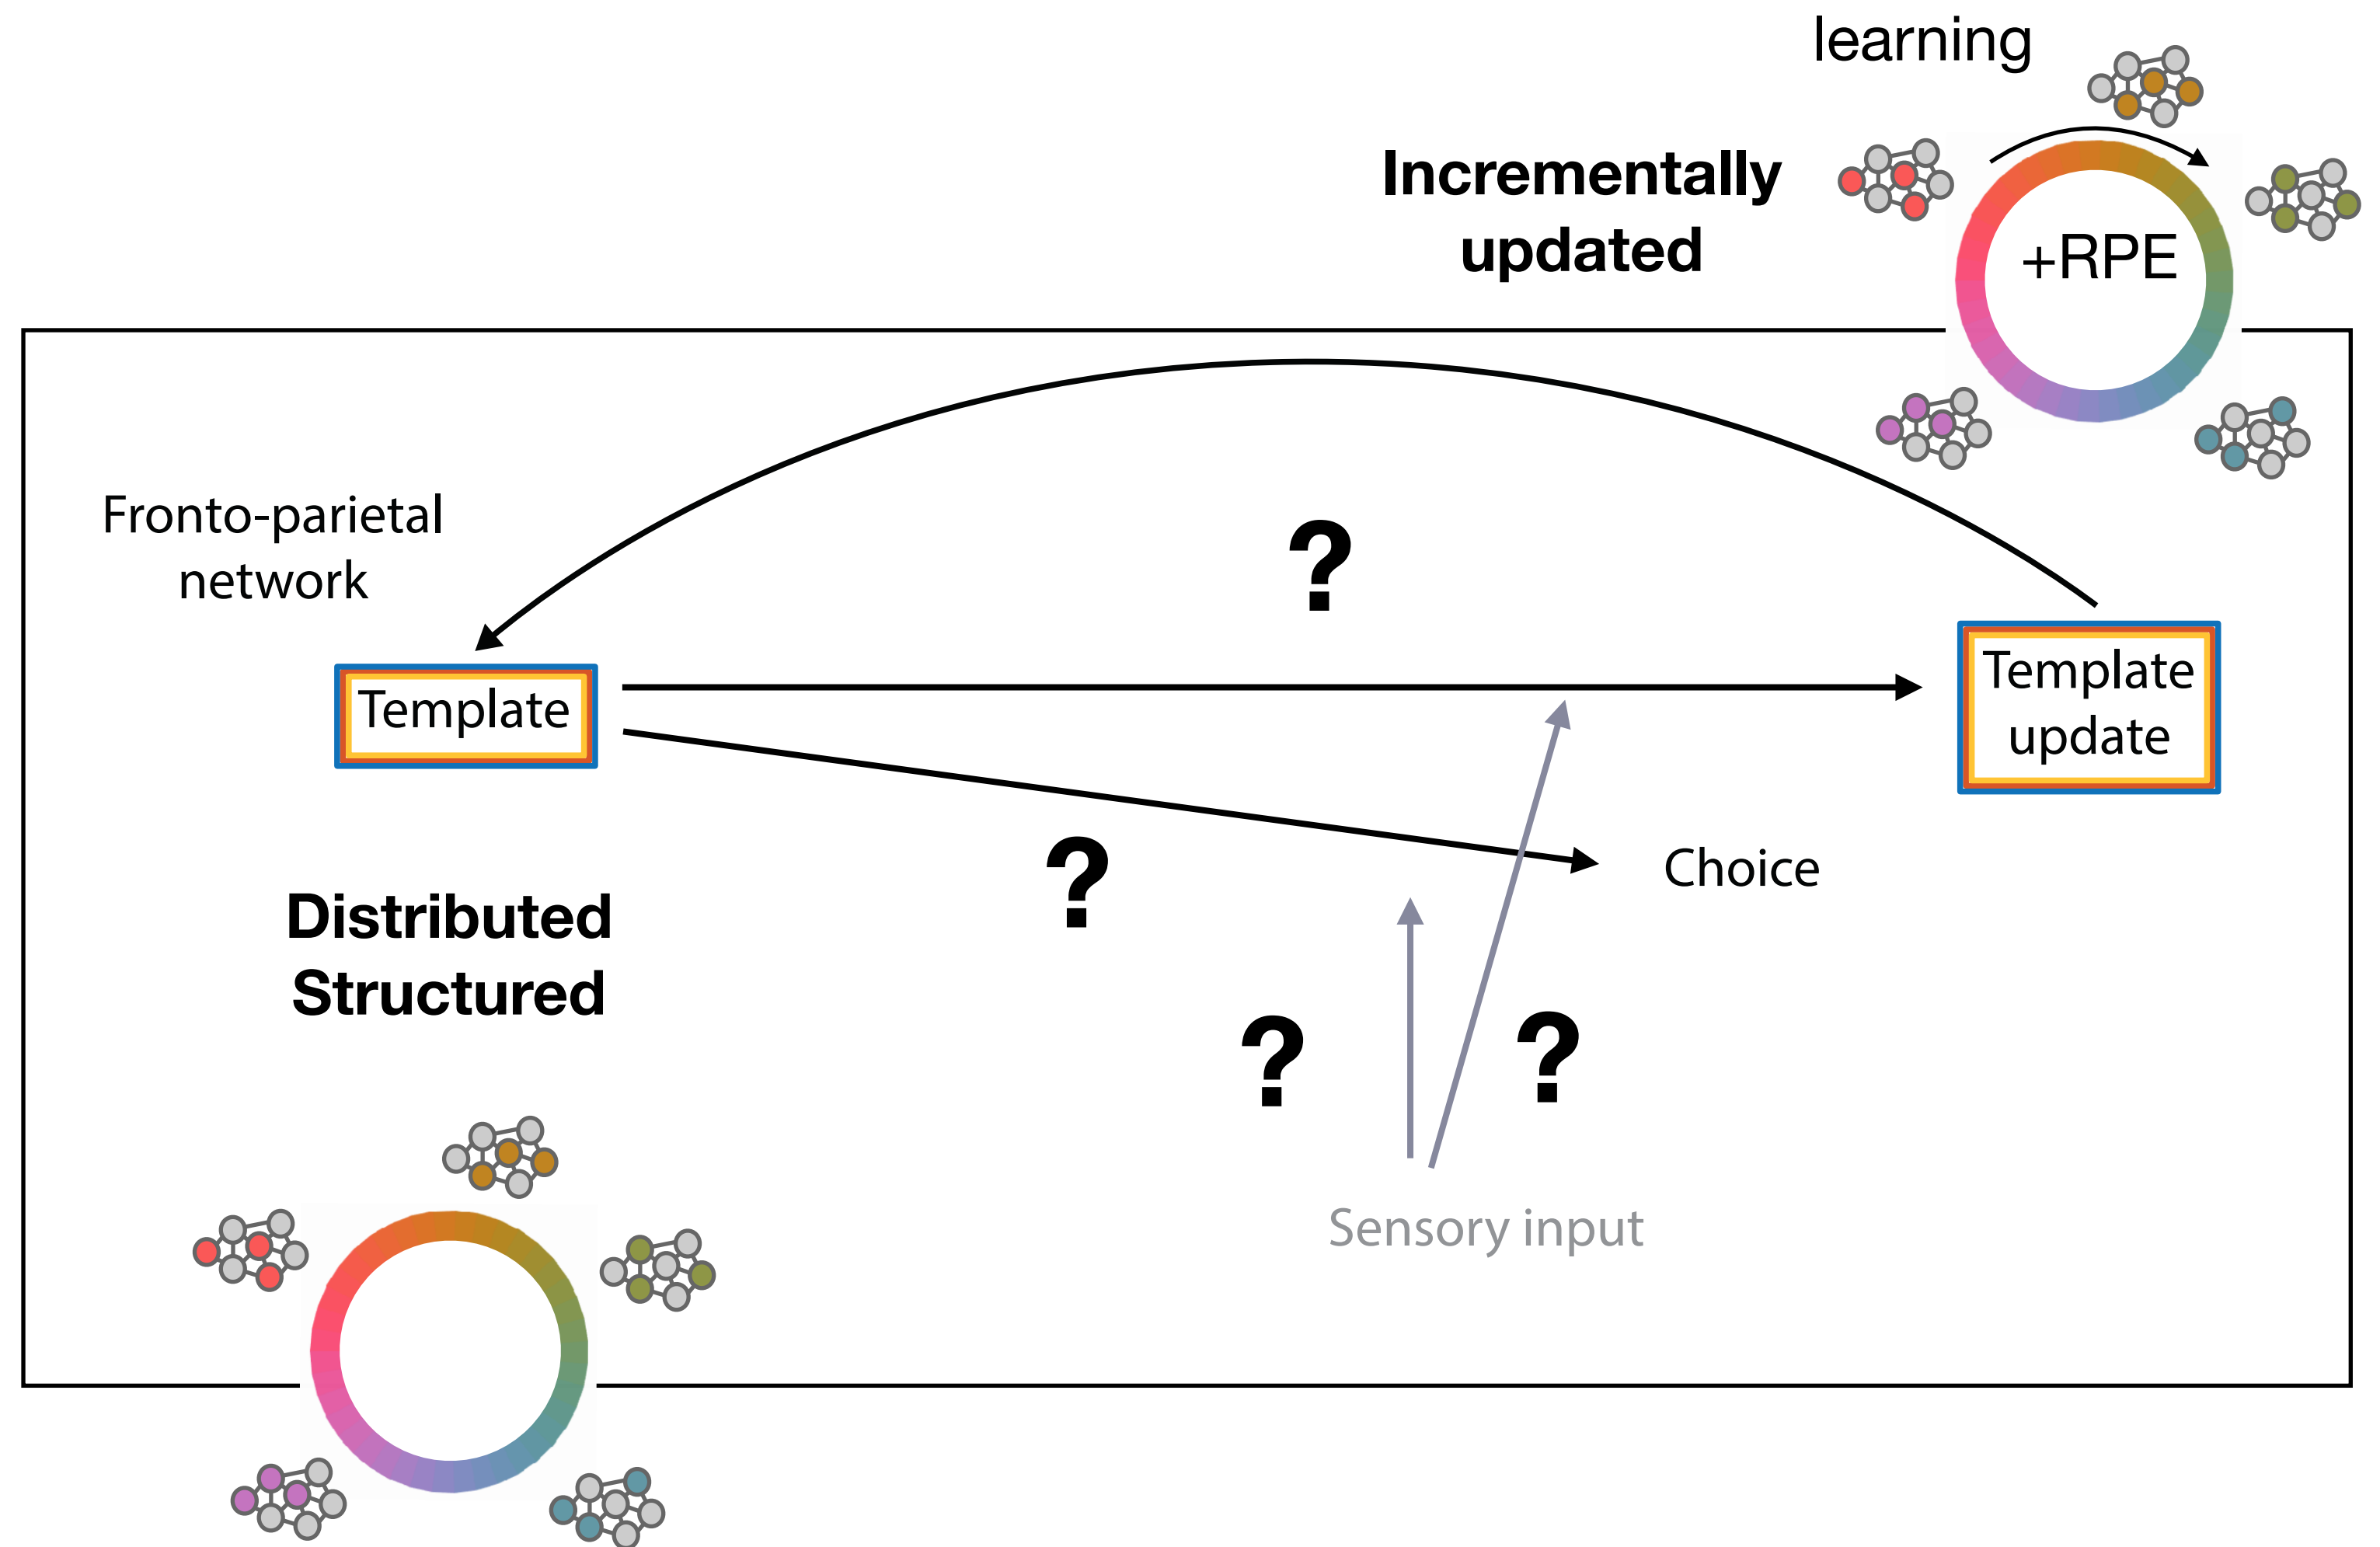 learning
Incrementally
updated
+RPE
Fronto-parietal
network
?
Template
Template
update
?
Choice
Distributed
Structured
?
?
Sensory input